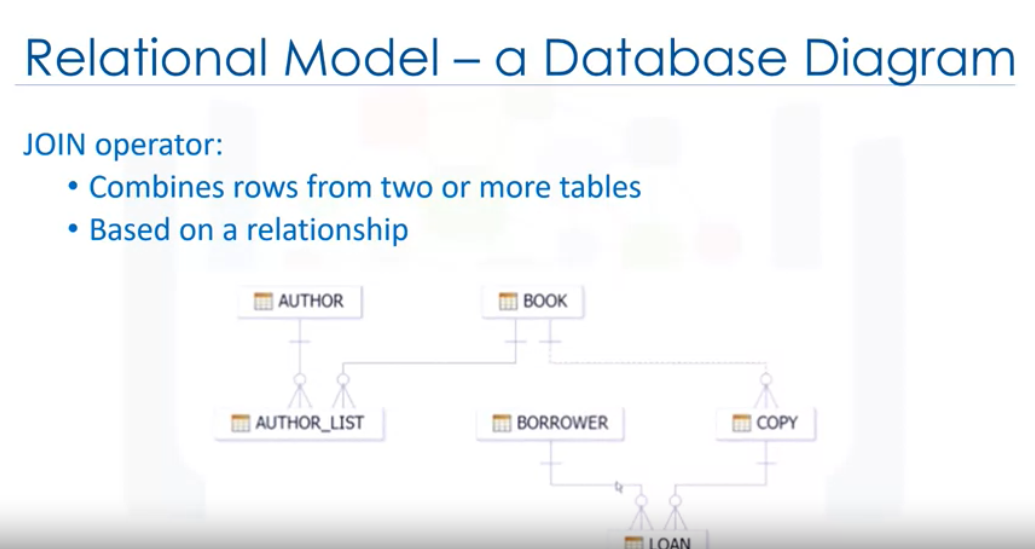 Relational Model – a Database Diagram
JOIN operator:
• Combines rows from two or more tables
• Based on a relationship
AUTHOR
BOOK
AUTHOR_LIST
BORROWER
COPY
LOAN